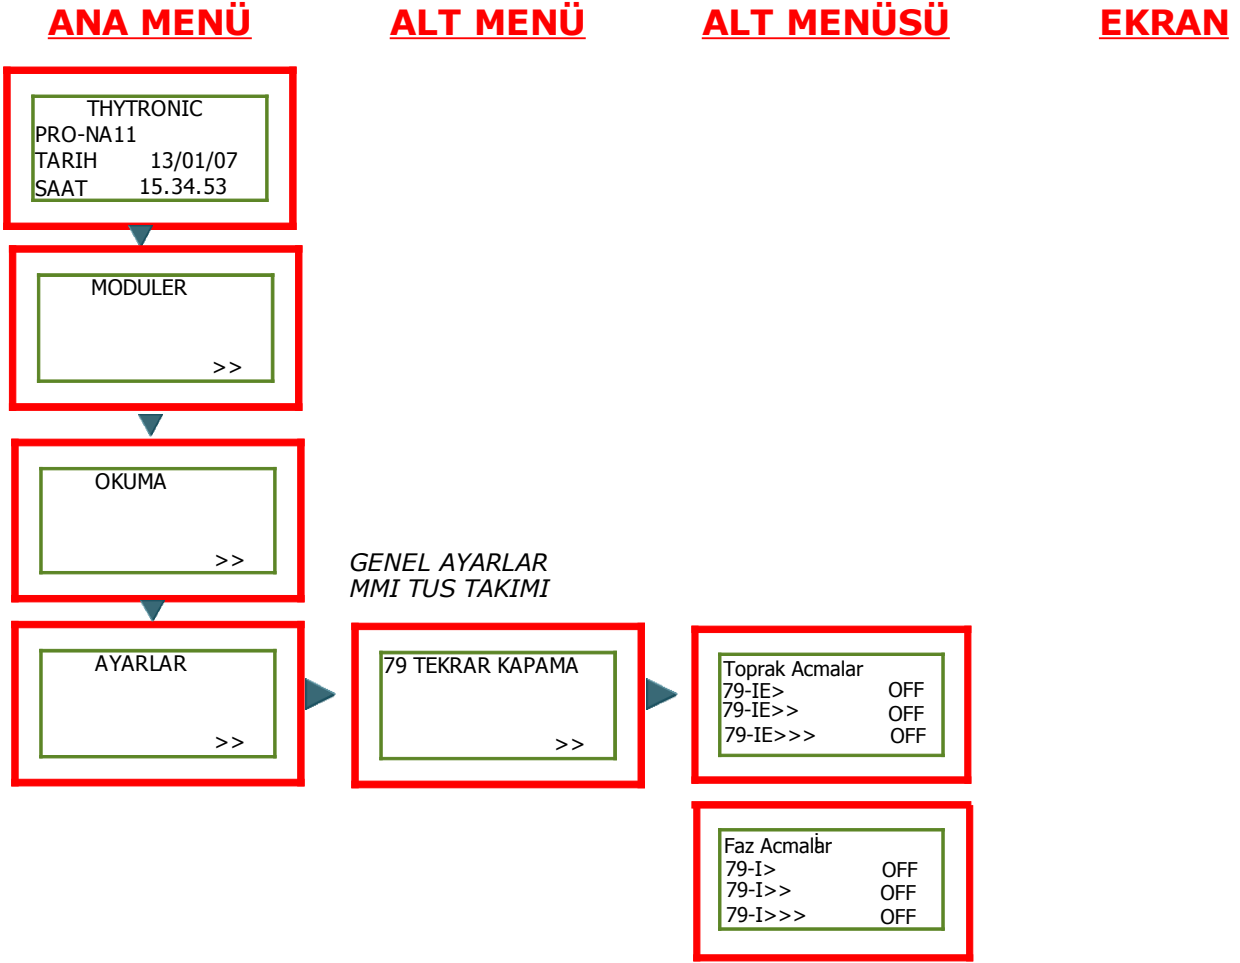 ANA MENÜ
ALT MENÜ
ALT MENÜSÜ
EKRAN
THYTRONIC
PRO-NA11
TARIH 13/01/07
SAAT 15.34.53
MODULER
>>
OKUMA
>>
GENEL AYARLAR
MMI TUS TAKIMI
AYARLAR
>>
79 TEKRAR KAPAMA
>>
Toprak Acmalar
79-IE> OFF
79-IE>> OFF
79-IE>>> OFF
Faz Acmalar
79-I> OFF
79-I>> OFF
79-I>>> OFF